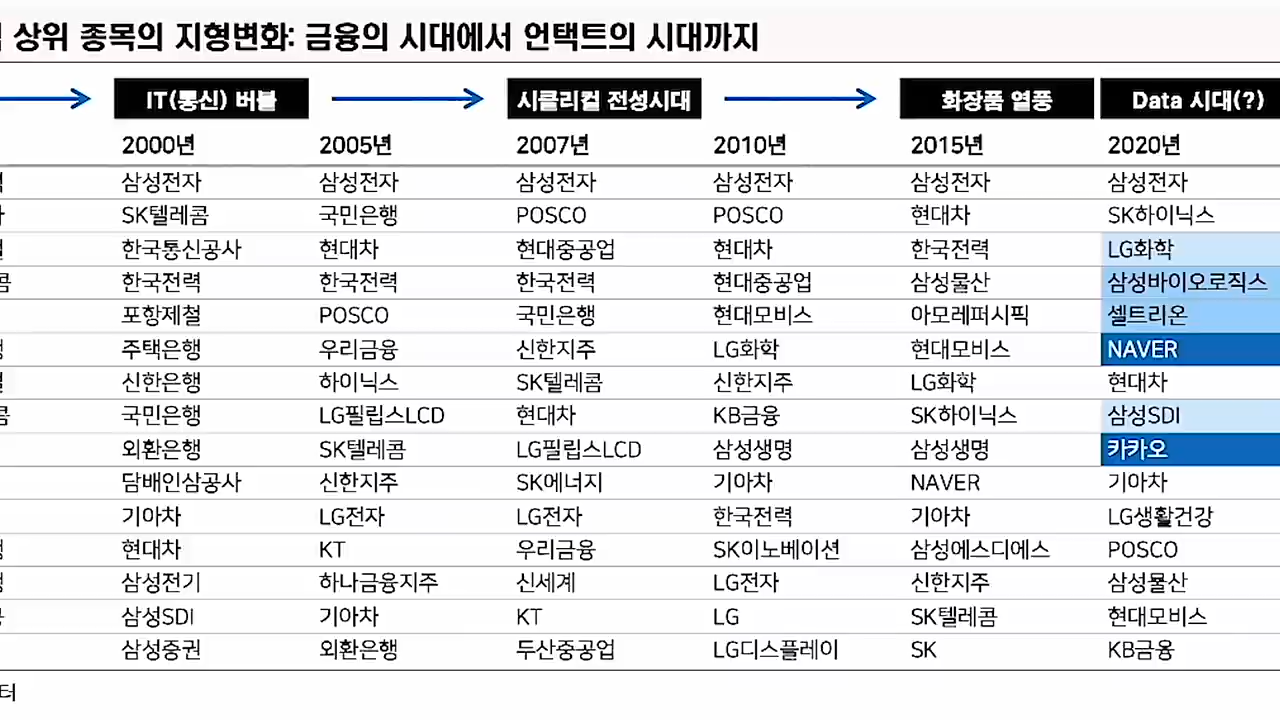 상위 종목의 지형변화: 금융의 시대에서 언택트의 시대까지
IT(통신) 버블 시클리컬 전성시대 화장품 열풍 Data 시대(?)
2000년 2005년 2007년 2010년 2015년 2020년
삼성전자 삼성전자 삼성전자 삼성전자 삼성전자 삼성전자
SK텔레콤 국민은행 POSCO POSCO 현대차 SK하이닉스
한국통신공사 현대차 현대중공업 현대차 한국전력 LG화학
콤 한국전력 한국전력 한국전력 현대중공업 삼성물산 삼성바이오로직스
포항제철 POSCO 국민은행 현대모비스 아모레퍼시픽 셀트리온
주택은행 우리금융 신한지주 LG화학 현대모비스 NAVER
신한은행 하이닉스 SK텔레콤 신한지주 LG화학 현대차
콤 국민은행 LG필립스LCD 현대차 KB금융 SK하이닉스 삼성SDI
외환은행 SK텔레콤 LG필립스LCD 삼성생명 삼성생명 카카오
담배인삼공사 신한지주 SK에너지 기아차 NAVER 기아차
기아차 LG전자 LG전자 한국전력 기아차 LG생활건강
현대차 KT 우리금융 SK이노베이션 삼성에스디에스 POSCO
삼성전기 하나금융지주 신세계 LG전자 신한지주 삼성물산
삼성SDI 기아차 KT LG SK텔레콤 현대모비스
삼성증권 외환은행 두산중공업 LG디스플레이 SK KB금융
터